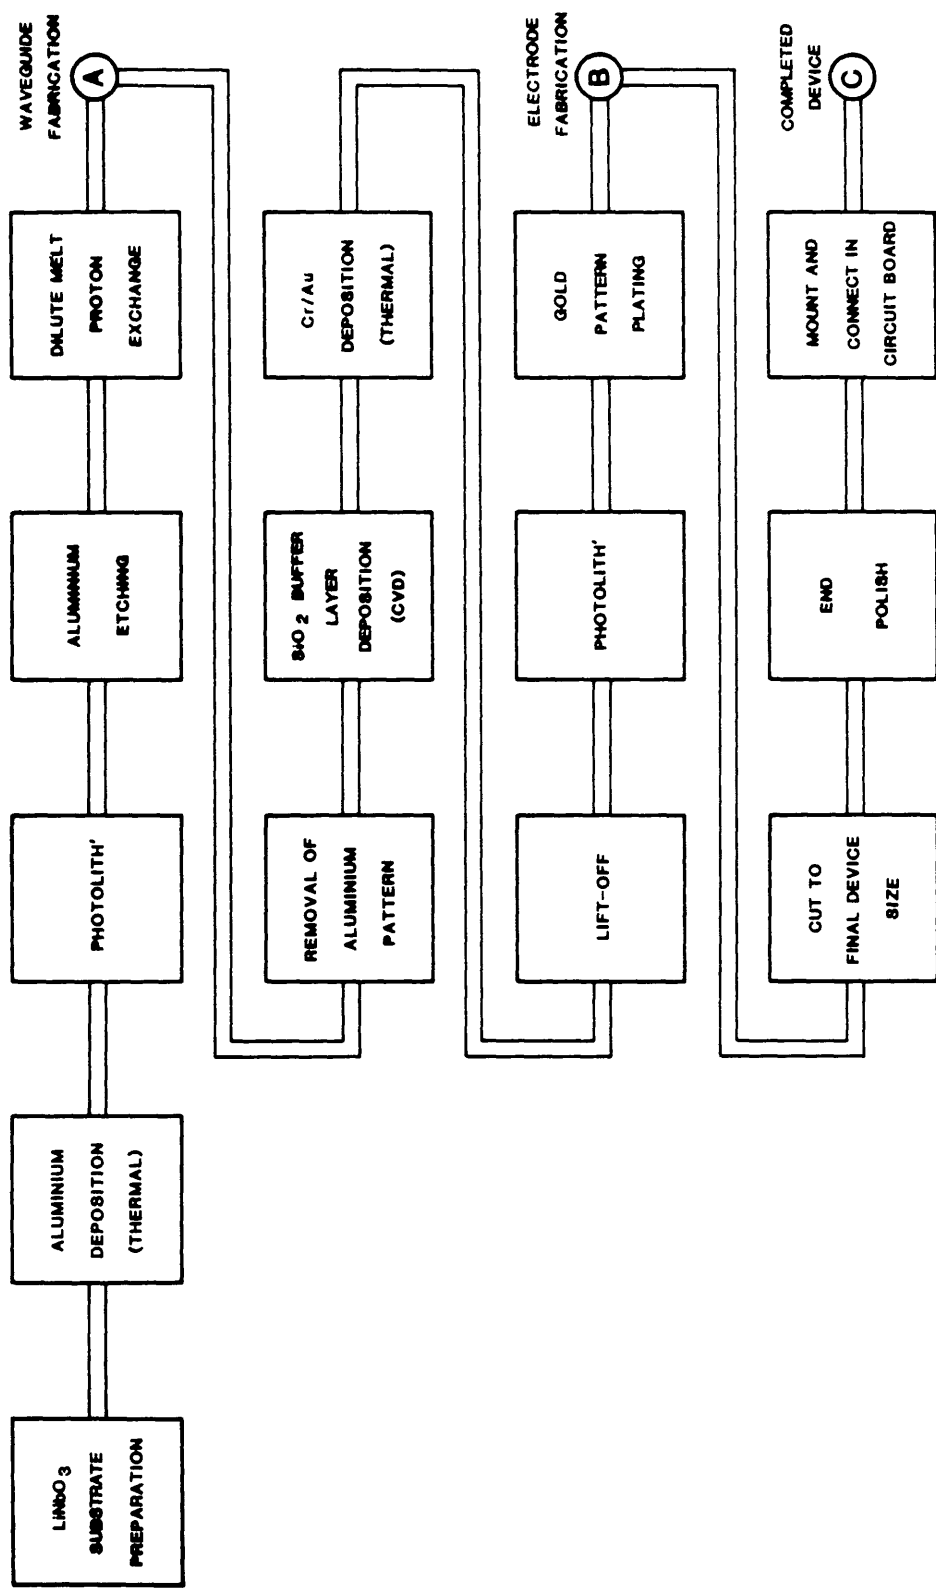 LiNbO3
SUBSTRATE
PREPARATION
ALUMINIUM
DEPOSITION
(THERMAL)
PHOTOLITH'
ALUMINIUM
ETCHING
DILUTE MELT
PROTON
EXCHANGE
WAVEGUIDE
FABRICATION
A
REMOVAL OF
ALUMINIUM
PATTERN
SiO2 BUFFER
LAYER
DEPOSITION
(CVD)
Cr/Au
DEPOSITION
(THERMAL)
LIFT-OFF
PHOTOLITH'
GOLD
PATTERN
PLATING
ELECTRODE
FABRICATION
B
CUT TO
FINAL DEVICE
SIZE
END
POLISH
MOUNT AND
CONNECT IN
CIRCUIT BOARD
COMPLETED
DEVICE
C